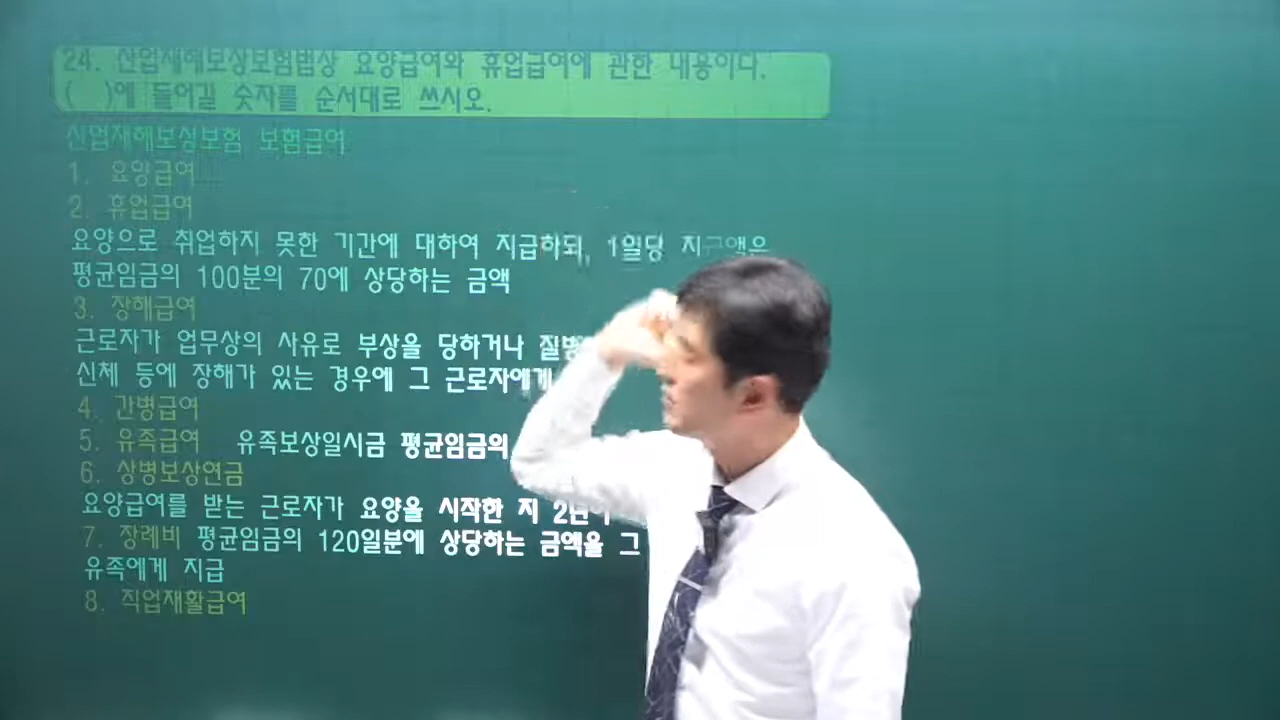 24. 산업재해보상보험법상 요양급여와 휴업급여에 관한 내용이다.
( )에 들어갈 숫자를 순서대로 쓰시오.
산업재해보상보험 보험급여
1. 요양급여
2. 휴업급여
요양으로 취업하지 못한 기간에 대하여 지급하되, 1일당 지급액은
평균임금의 100분의 70에 상당하는 금액
3. 장해급여
근로자가 업무상의 사유로 부상을 당하거나 질병
신체 등에 장해가 있는 경우에 그 근로자에게
4. 간병급여
5. 유족급여 유족보상일시금 평균임금의
6. 상병보상연금
요양급여를 받는 근로자가 요양을 시작한 지 2년이
7. 장례비 평균임금의 120일분에 상당하는 금액을 그
유족에게 지급
8. 직업재활급여